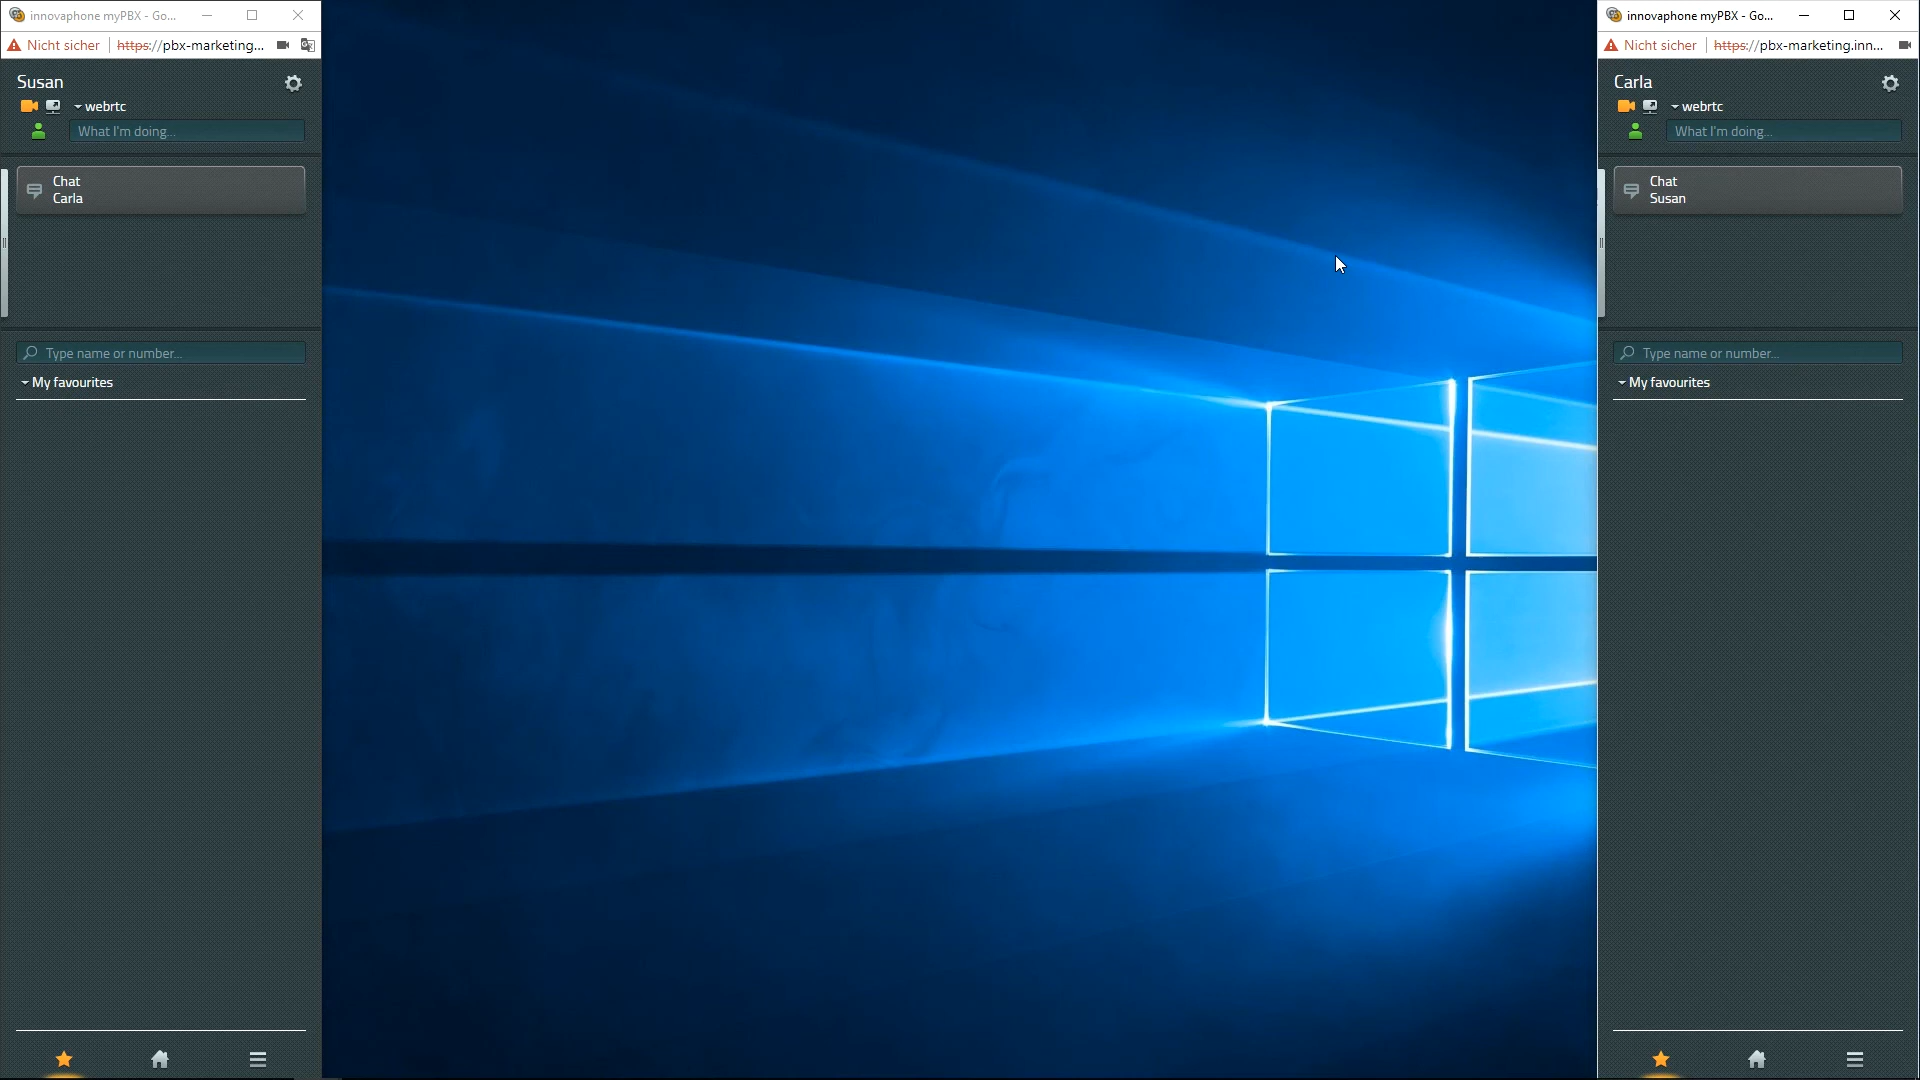 innovaphone myPBX - Go...
Nicht sicher
https://pbx-marketing...
Susan
webrtc
What I'm doing...
Chat
Carla
Type name or number...
My favourites
innovaphone myPBX - Go...
Nicht sicher
https://pbx-marketing.inn...
Carla
webrtc
What I'm doing...
Chat
Susan
Type name or number...
My favourites